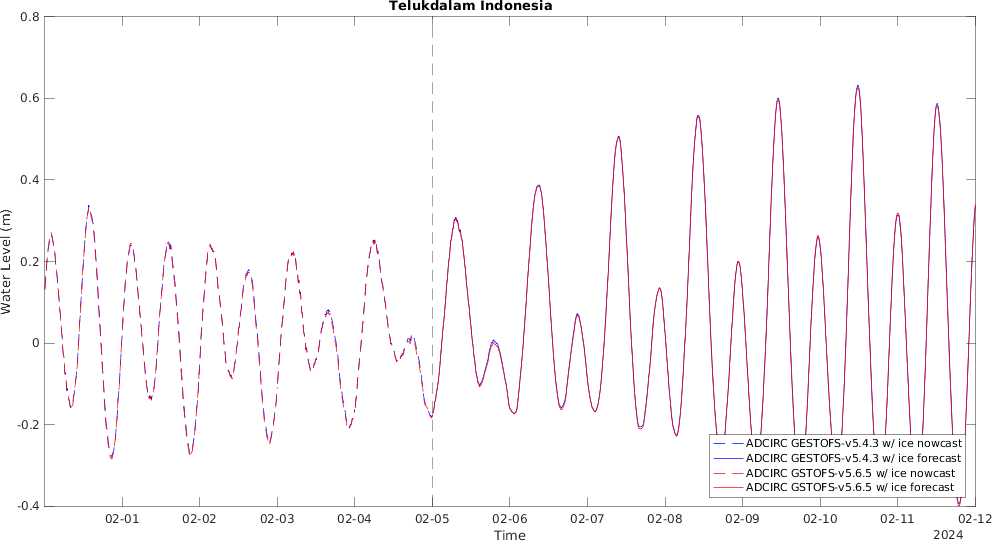 Telukdalam Indonesia
Water Level (m)
0.8
0.6
0.4
0.2
0
-0.2
-0.4
02-01 02-02 02-03 02-04 02-05 02-06 02-07 02-08 02-09 02-10 02-11 02-12
Time
2024
ADCIRC GESTOFS-v5.4.3 w/ ice nowcast
ADCIRC GESTOFS-v5.4.3 w/ ice forecast
ADCIRC GSTOFS-v5.6.5 w/ ice nowcast
ADCIRC GSTOFS-v5.6.5 w/ ice forecast